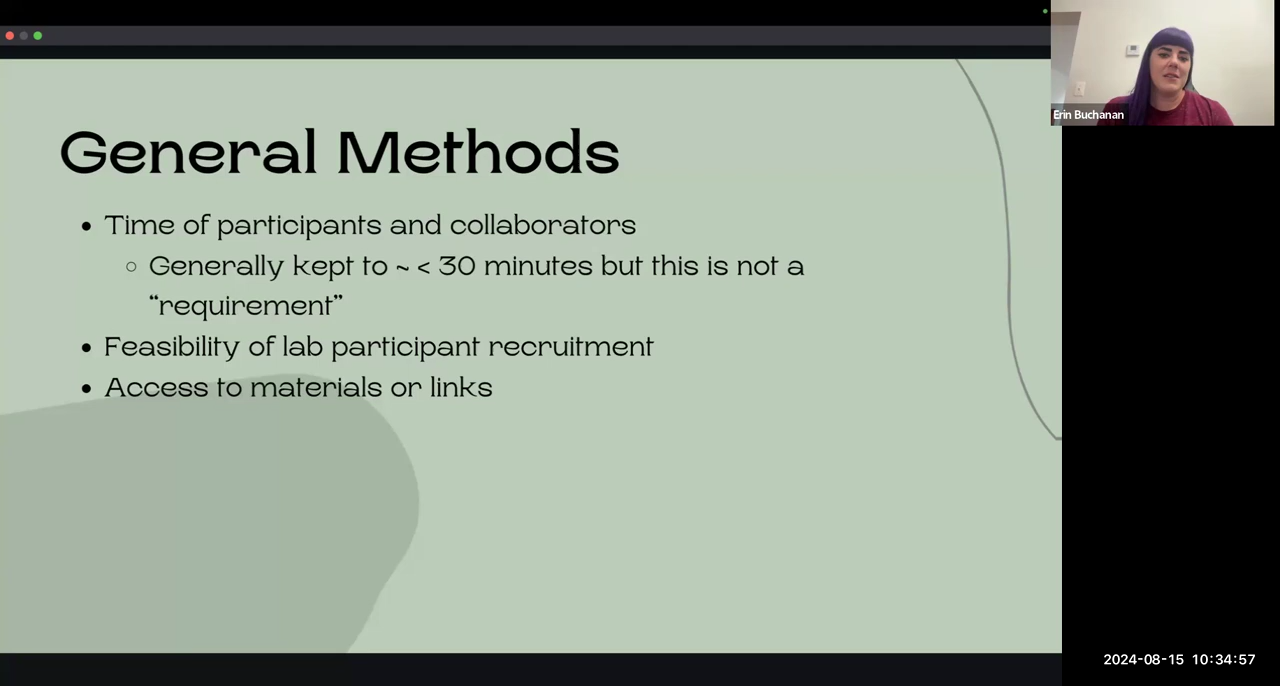 General Methods
• Time of participants and collaborators
○ Generally kept to ~ < 30 minutes but this is not a
“requirement”
• Feasibility of lab participant recruitment
• Access to materials or links
Erin Buchanan
2024-08-15 10:34:57